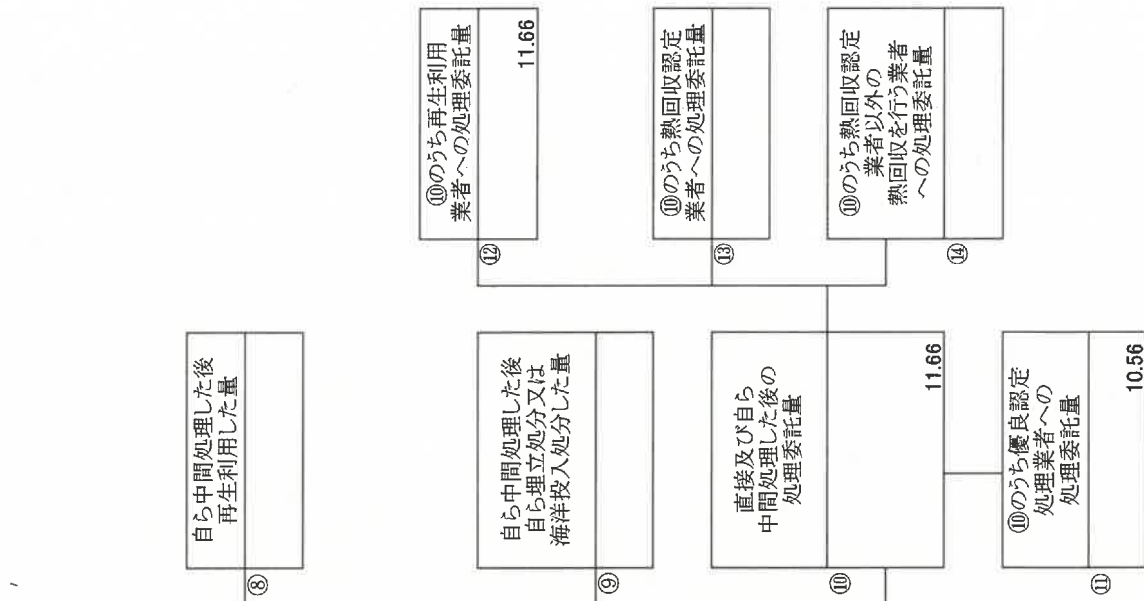 ⑧
自ら中間処理した後
再生利用した量
⑨
自ら中間処理した後
自ら埋立処分又は
海洋投入処分した量
⑩
直接及び自ら
中間処理した後の
処理委託量
11.66
⑪
⑩のうち優良認定
処理業者への
処理委託量
10.56
⑫
⑩のうち再生利用
業者への処理委託量
11.66
⑬
⑩のうち熱回収認定
業者への処理委託量
⑭
⑩のうち熱回収認定
業者以外の
熱回収を行う業者
への処理委託量